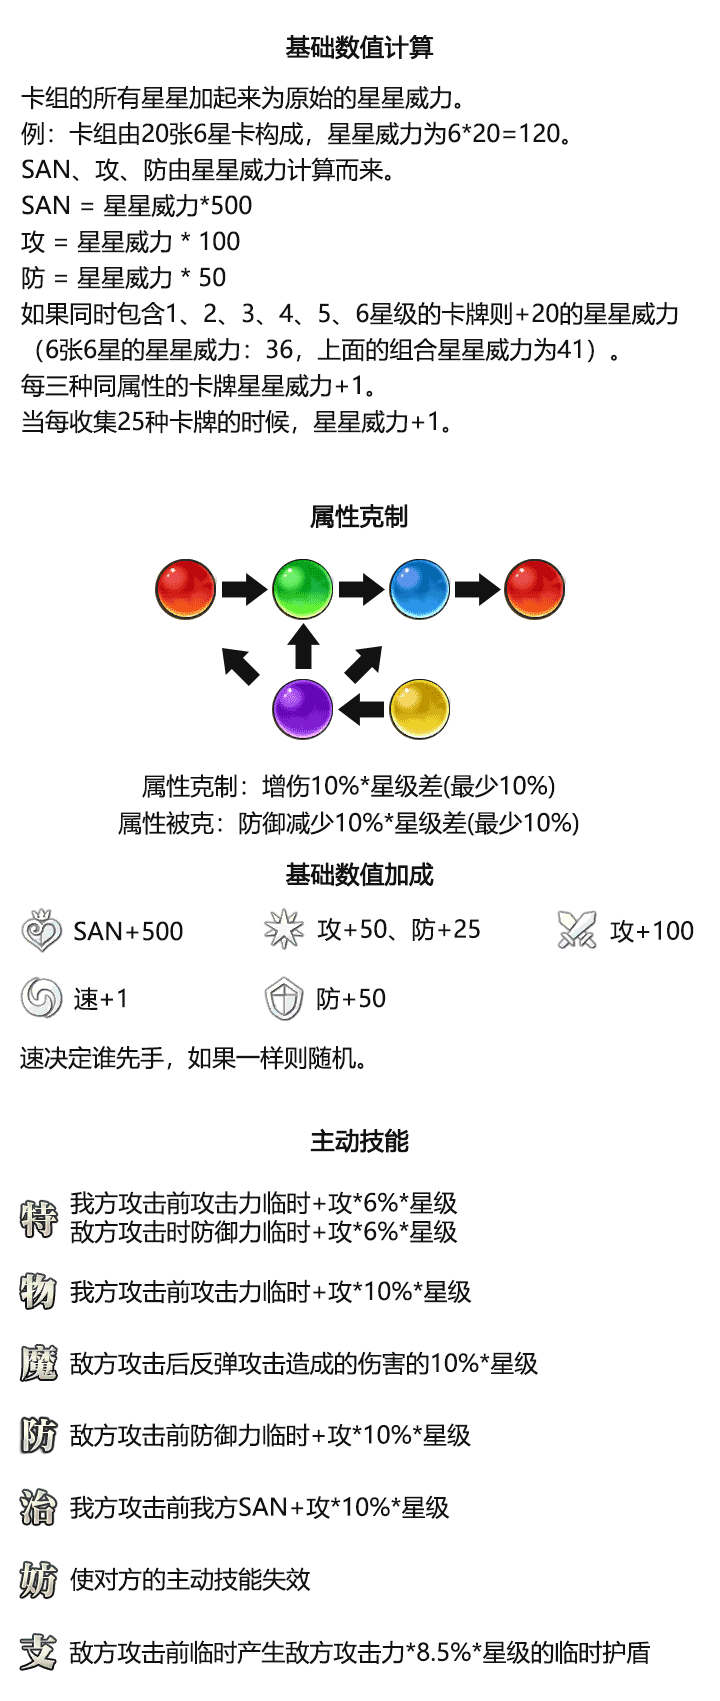 基础数值计算
卡组的所有星星加起来为原始的星星威力。
例：卡组由20张6星卡构成，星星威力为6*20=120。
SAN、攻、防由星星威力计算而来。
SAN = 星星威力*500
攻 = 星星威力 * 100
防 = 星星威力 * 50
如果同时包含1、2、3、4、5、6星级的卡牌则+20的星星威力
（6张6星的星星威力：36，上面的组合星星威力为41）。
每三种同属性的卡牌星星威力+1。
当每收集25种卡牌的时候，星星威力+1。
属性克制
属性克制：增伤10%*星级差(最少10%)
属性被克：防御减少10%*星级差(最少10%)
基础数值加成
SAN+500 攻+50、防+25 攻+100
速+1 防+50
速决定谁先手，如果一样则随机。
主动技能
特 我方攻击前攻击力临时+攻*6%*星级
敌方攻击时防御力临时+攻*6%*星级
物 我方攻击前攻击力临时+攻*10%*星级
魔 敌方攻击后反弹攻击造成的伤害的10%*星级
防 敌方攻击前防御力临时+攻*10%*星级
治 我方攻击前我方SAN+攻*10%*星级
妨 使对方的主动技能失效
支 敌方攻击前临时产生敌方攻击力*8.5%*星级的临时护盾